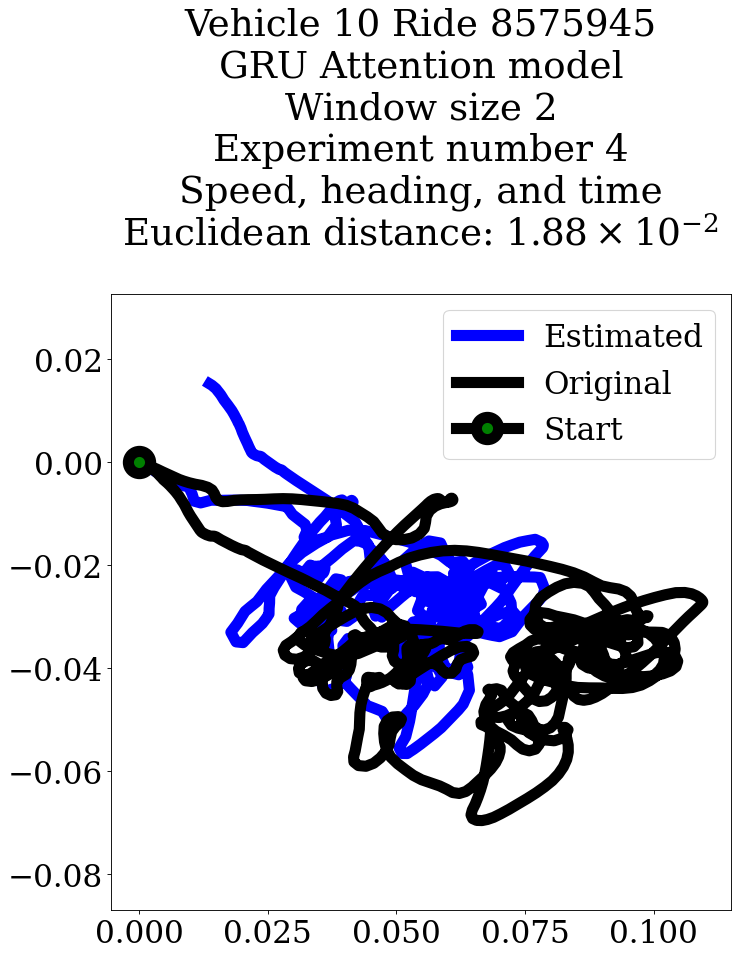 Vehicle 10 Ride 8575945
GRU Attention model
Window size 2
Experiment number 4
Speed, heading, and time
Euclidean distance: 1.88 × 10⁻²
Estimated
Original
Start
0.02
0.00
−0.02
−0.04
−0.06
−0.08
0.000 0.025 0.050 0.075 0.100